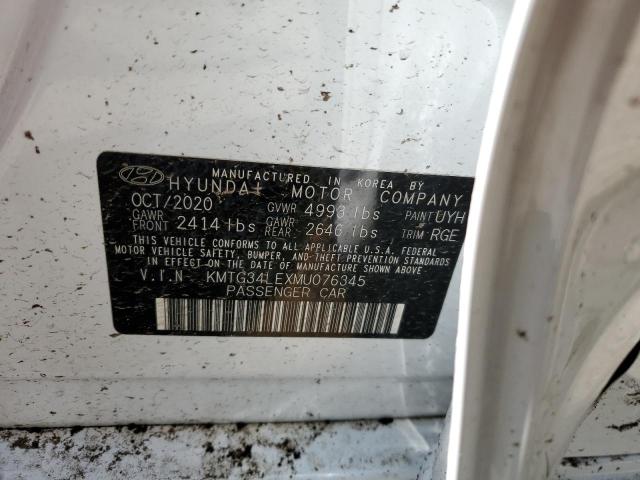 MANUFACTURED IN KOREA BY
HYUNDAI MOTOR COMPANY
OCT/2020 GVWR 4993 lbs PAINT UYH
GAWR FRONT 2414 lbs GAWR REAR 2646 lbs TRIM RGE
THIS VEHICLE CONFORMS TO ALL APPLICABLE U.S.A. FEDERAL
MOTOR VEHICLE SAFETY, BUMPER, AND THEFT PREVENTION STANDARDS
IN EFFECT ON THE DATE OF MANUFACTURE SHOWN ABOVE.
V.I.N. KMTG34LEXMU076345
PASSENGER CAR